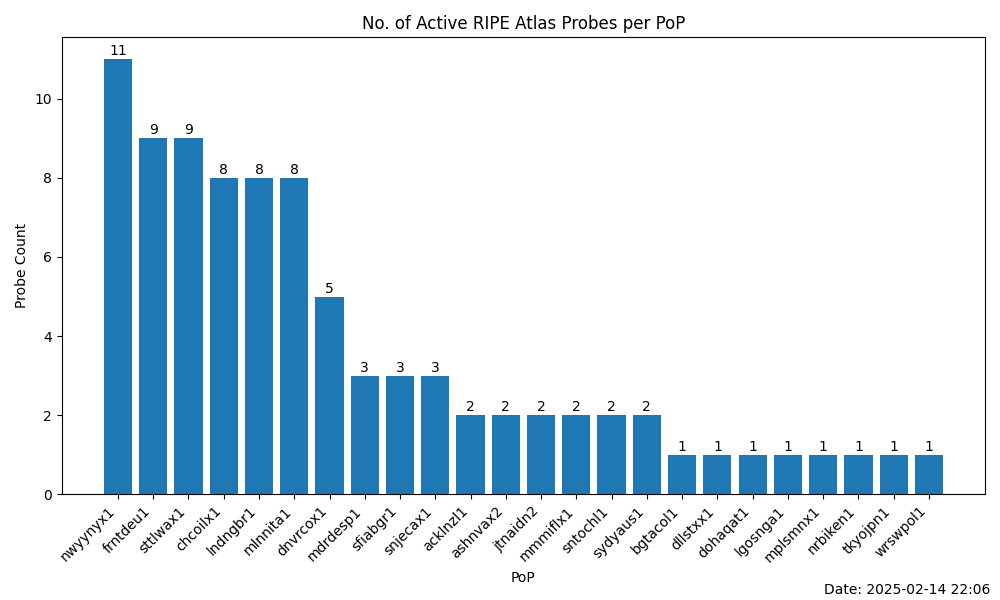 No. of Active RIPE Atlas Probes per PoP
11
9
9
8
8
8
5
3
3
3
2
2
2
2
2
2
1
1
1
1
1
1
1
1
10
8
6
4
2
0
Probe Count
nwyynyx1
frntdeu1
sttlwax1
chcoilx1
lndngbr1
mlnnita1
dnvrcox1
mdrdesp1
sfiabgr1
snjecax1
acklnzl1
ashnvax2
jtnaidn2
mmmiflx1
sntochl1
sydyaus1
bgtacol1
dllstxx1
dohaqat1
lgosnga1
mplsmnx1
nrbiken1
tkyojpn1
wrswpol1
PoP
Date: 2025-02-14 22:06